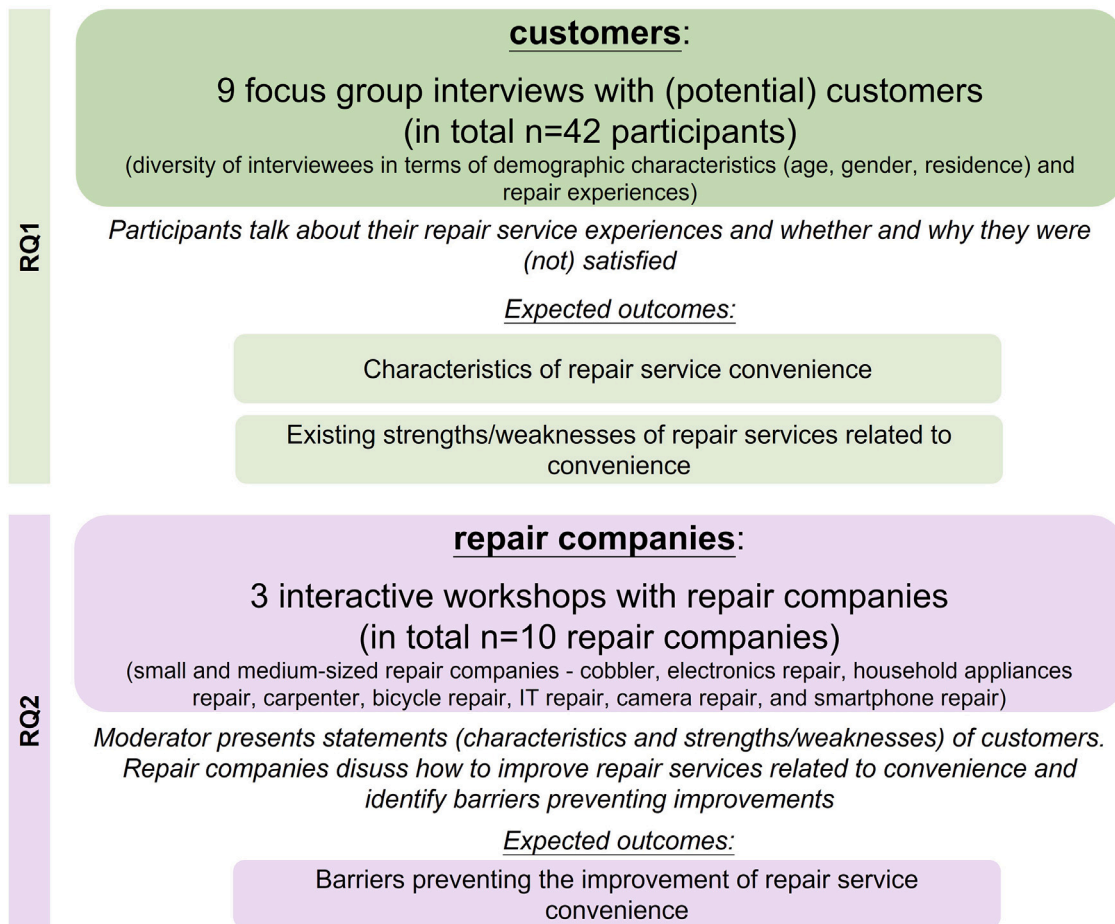 customers:
9 focus group interviews with (potential) customers
(in total n=42 participants)
(diversity of interviewees in terms of demographic characteristics (age, gender, residence) and
repair experiences)
RQ1
Participants talk about their repair service experiences and whether and why they were
(not) satisfied
Expected outcomes:
Characteristics of repair service convenience
Existing strengths/weaknesses of repair services related to
convenience
repair companies:
3 interactive workshops with repair companies
(in total n=10 repair companies)
(small and medium-sized repair companies - cobbler, electronics repair, household appliances
repair, carpenter, bicycle repair, IT repair, camera repair, and smartphone repair)
RQ2
Moderator presents statements (characteristics and strengths/weaknesses) of customers.
Repair companies disuss how to improve repair services related to convenience and
identify barriers preventing improvements
Expected outcomes:
Barriers preventing the improvement of repair service
convenience